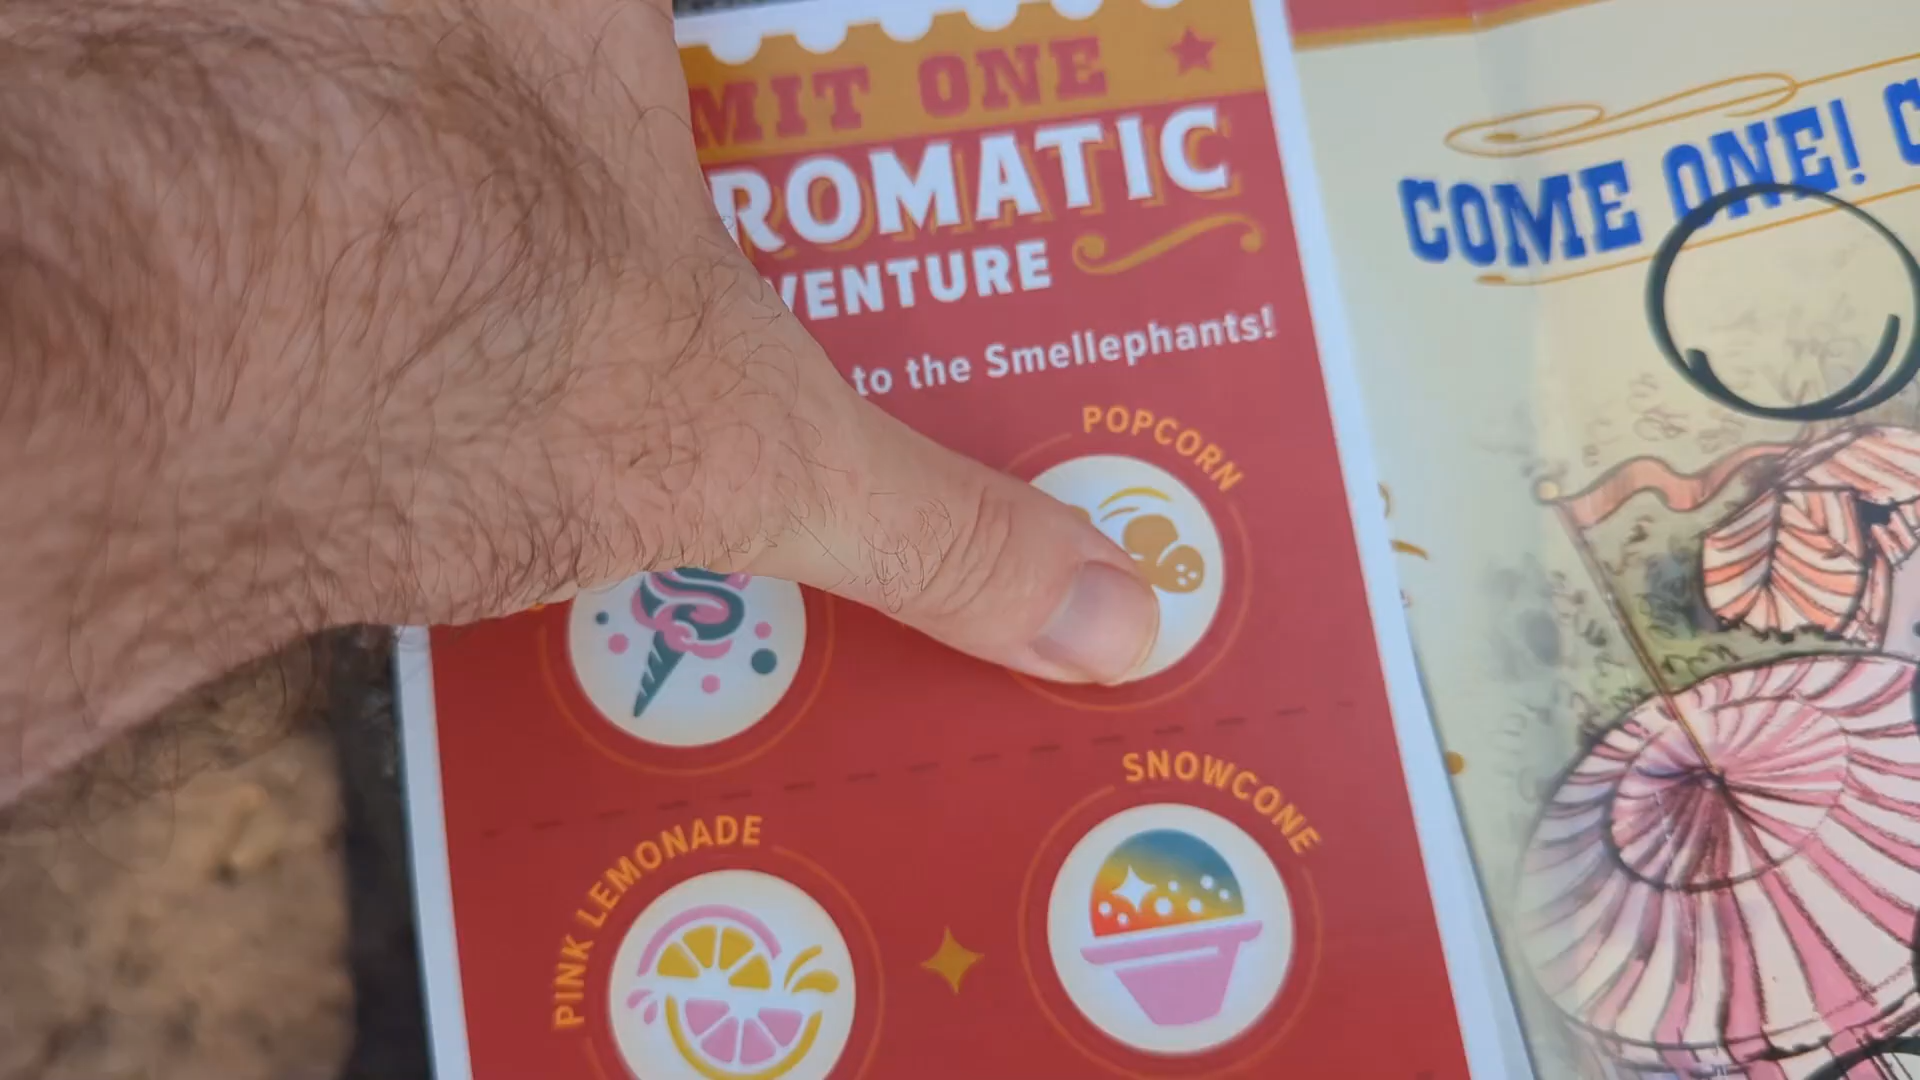 MIT ONE
ROMATIC
VENTURE
to the Smellephants!
POPCORN
SNOWCONE
PINK LEMONADE
COME ONE! C